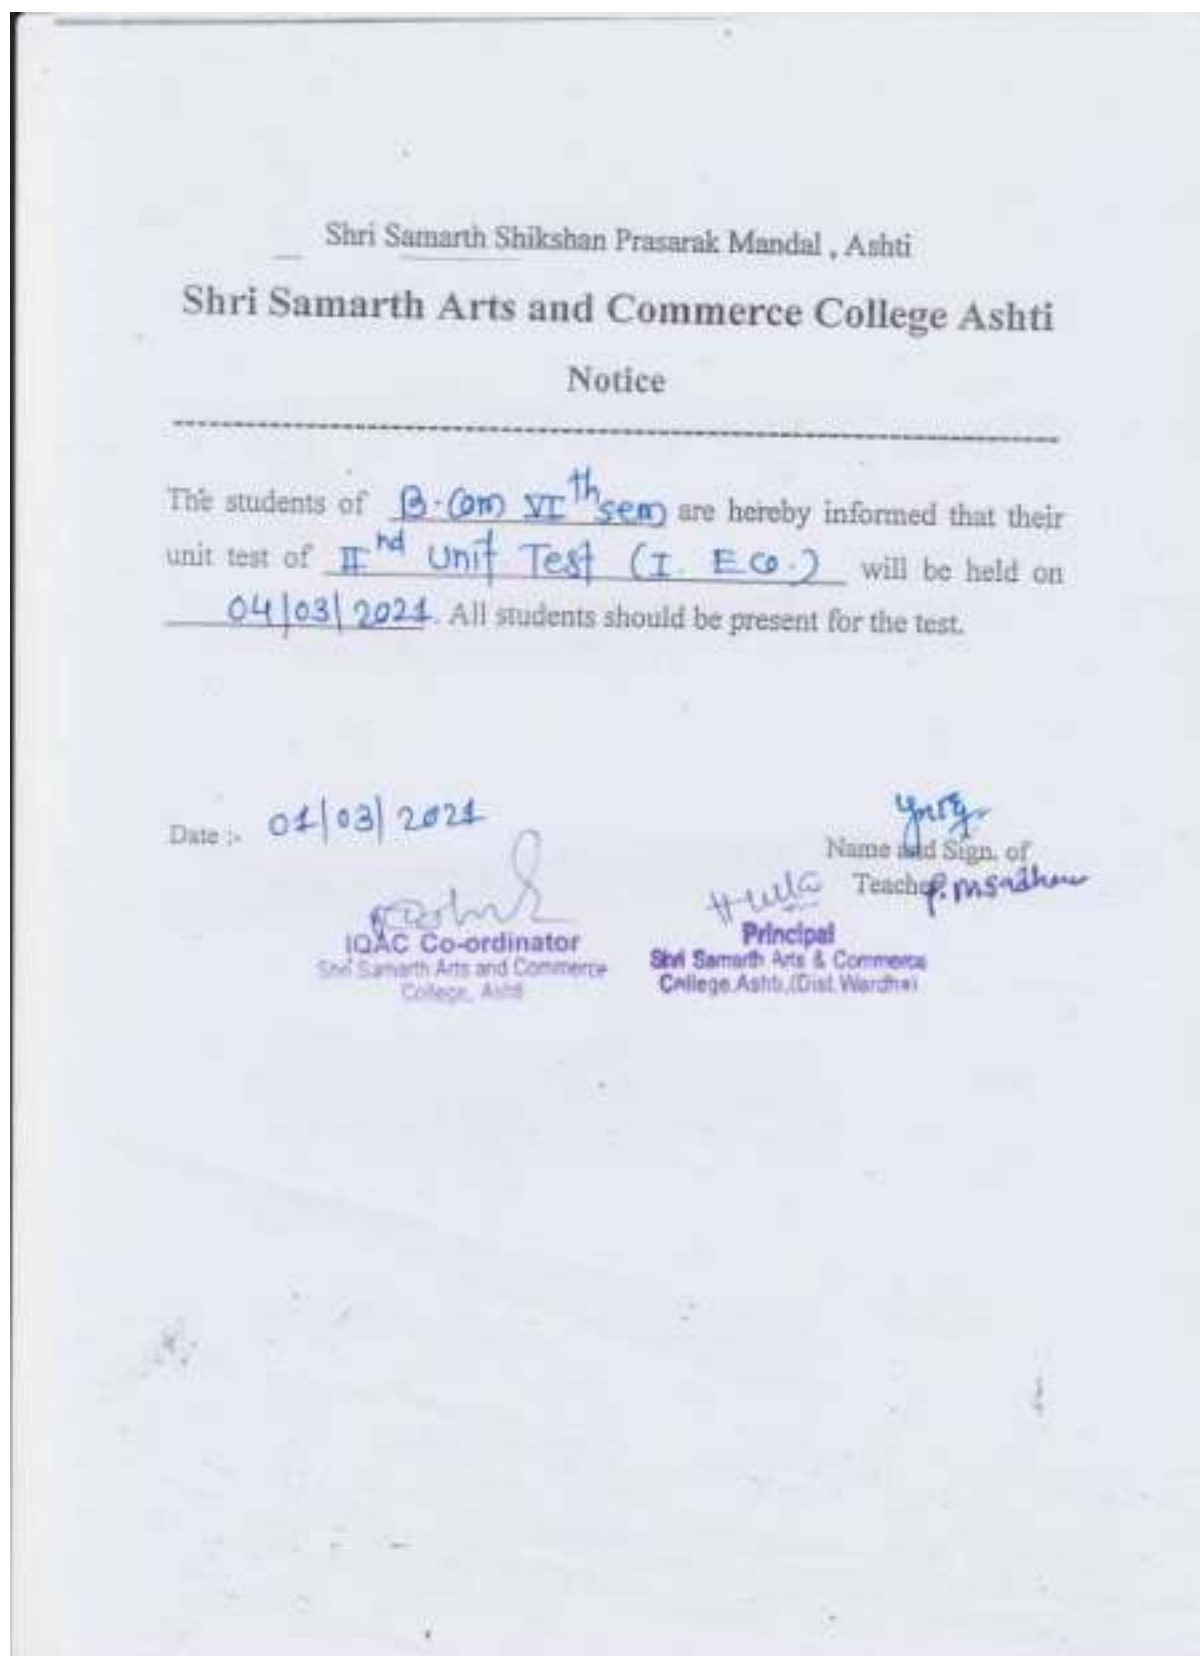 Shri Samarth Shikshan Prasarak Mandal , Ashti
Shri Samarth Arts and Commerce College Ashti
Notice
The students of B.Com VIth sem are hereby informed that their
unit test of IInd Unit Test (I. Eco.) will be held on
04/03/2021. All students should be present for the test.
Date :- 01/03/2021
Name and Sign. of
Teacher
IQAC Co-ordinator
Shri Samarth Arts and Commerce
College, Ashti
Principal
Shri Samarth Arts & Commerce
College Ashti,(Dist.Wardha)